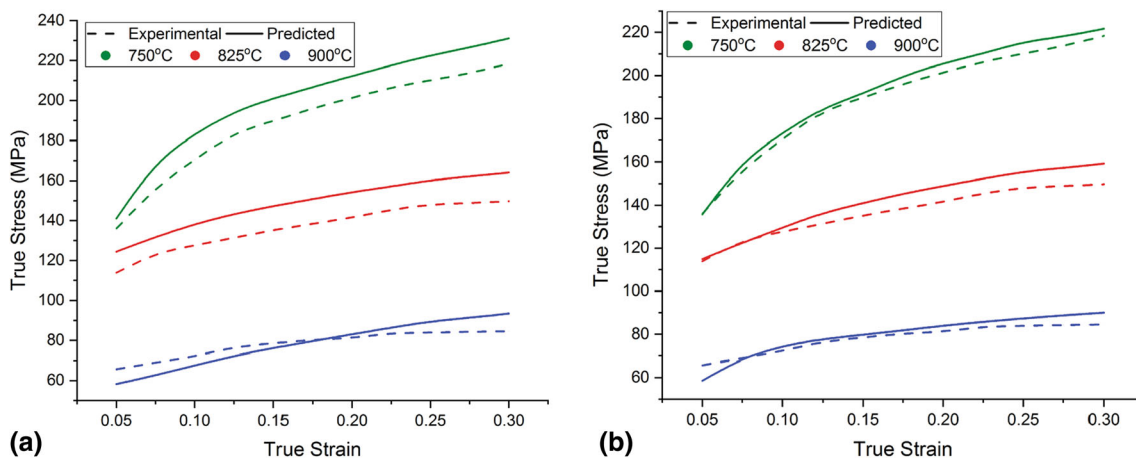 Experimental Predicted
750°C 825°C 900°C
True Stress (MPa)
240
220
200
180
160
140
120
100
80
60
0.05 0.10 0.15 0.20 0.25 0.30
True Strain
(a)
Experimental Predicted
750°C 825°C 900°C
True Stress (MPa)
220
200
180
160
140
120
100
80
60
0.05 0.10 0.15 0.20 0.25 0.30
True Strain
(b)